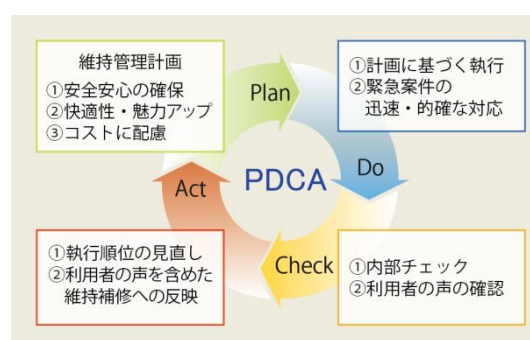 維持管理計画
①安全安心の確保
②快適性・魅力アップ
③コストに配慮
Plan
①計画に基づく執行
②緊急案件の
迅速・的確な対応
Do
PDCA
Act
Check
①執行順位の見直し
②利用者の声を含めた
維持補修への反映
①内部チェック
②利用者の声の確認